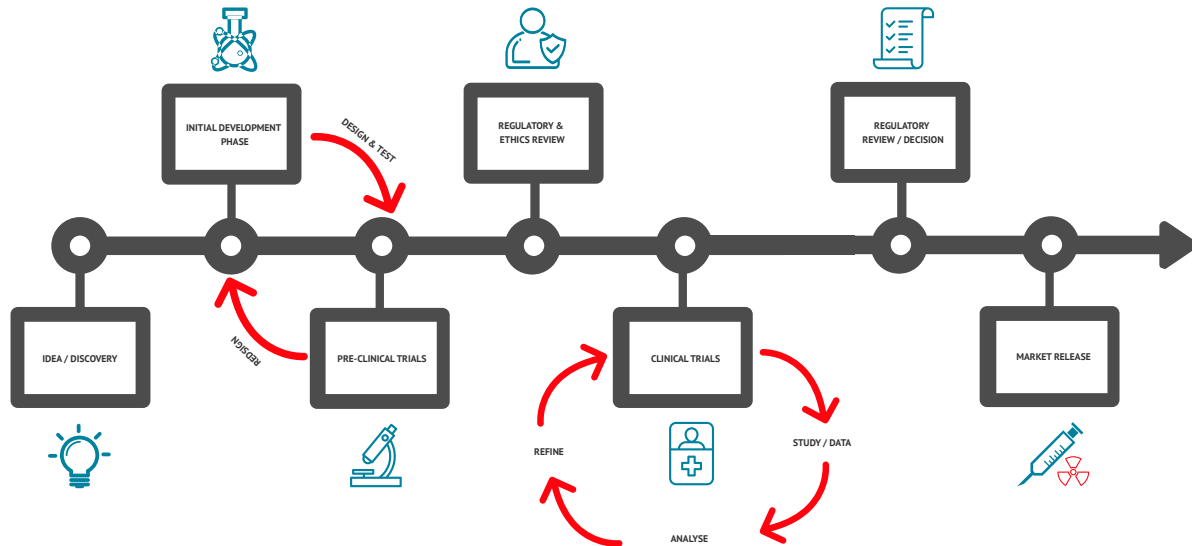 INITIAL DEVELOPMENT
PHASE
DESIGN & TEST
REGULATORY &
ETHICS REVIEW
REGULATORY
REVIEW / DECISION
IDEA / DISCOVERY
REDSIGN
PRE-CLINICAL TRIALS
CLINICAL TRIALS
MARKET RELEASE
REFINE
STUDY / DATA
ANALYSE